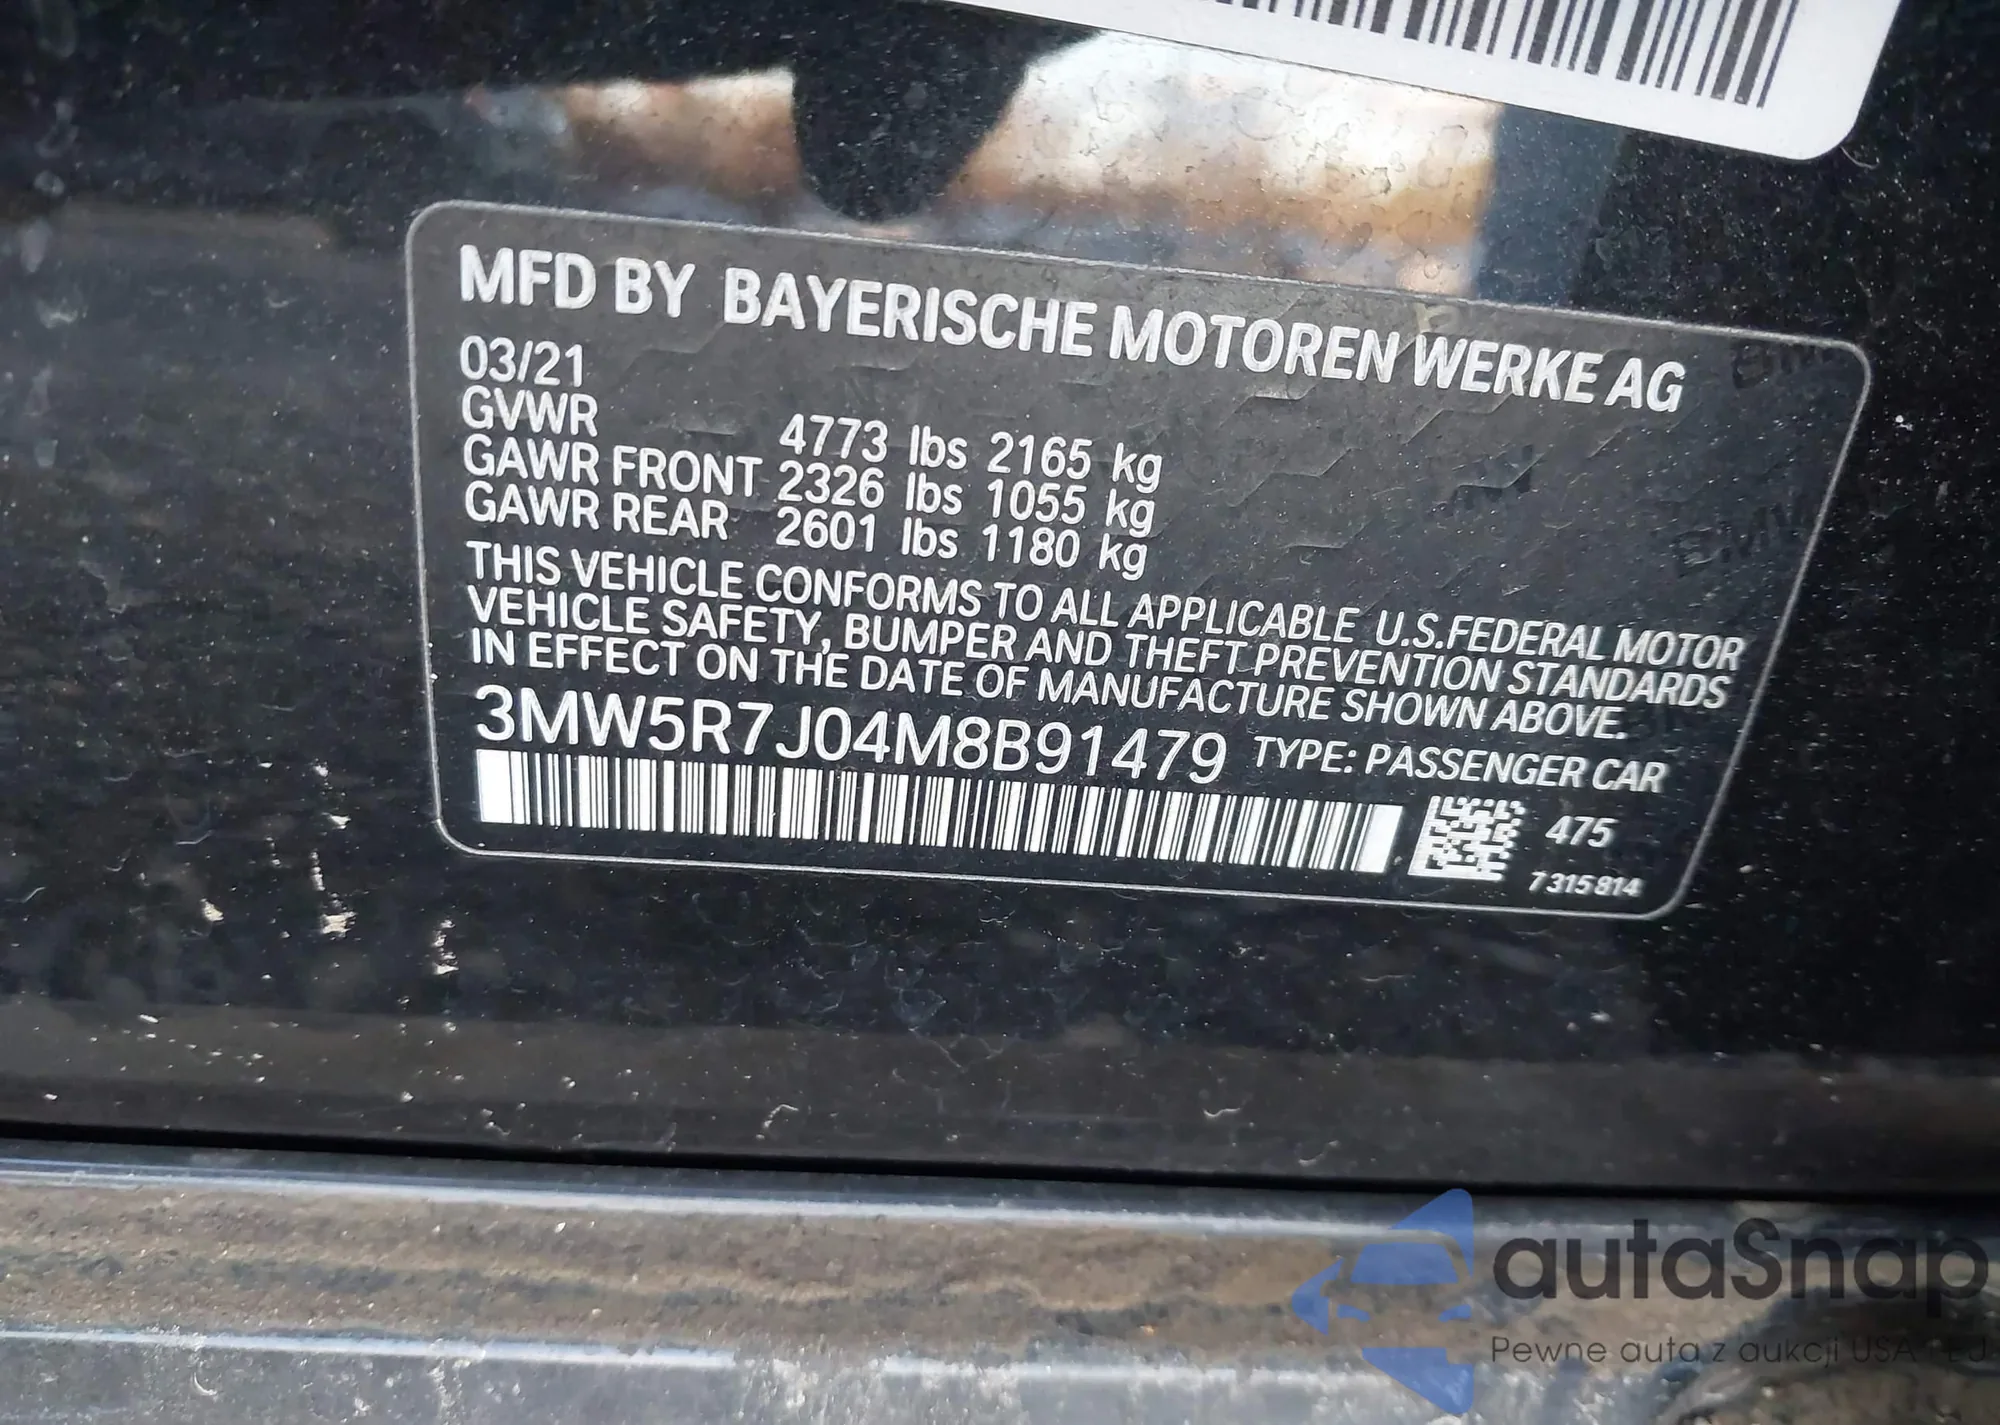 MFD BY BAYERISCHE MOTOREN WERKE AG
03/21
GVWR 4773 lbs 2165 kg
GAWR FRONT 2326 lbs 1055 kg
GAWR REAR 2601 lbs 1180 kg
THIS VEHICLE CONFORMS TO ALL APPLICABLE U.S.FEDERAL MOTOR
VEHICLE SAFETY, BUMPER AND THEFT PREVENTION STANDARDS
IN EFFECT ON THE DATE OF MANUFACTURE SHOWN ABOVE.
3MW5R7J04M8B91479 TYPE: PASSENGER CAR
475
7315814
autaSnap
Pewne auta z aukcji USA